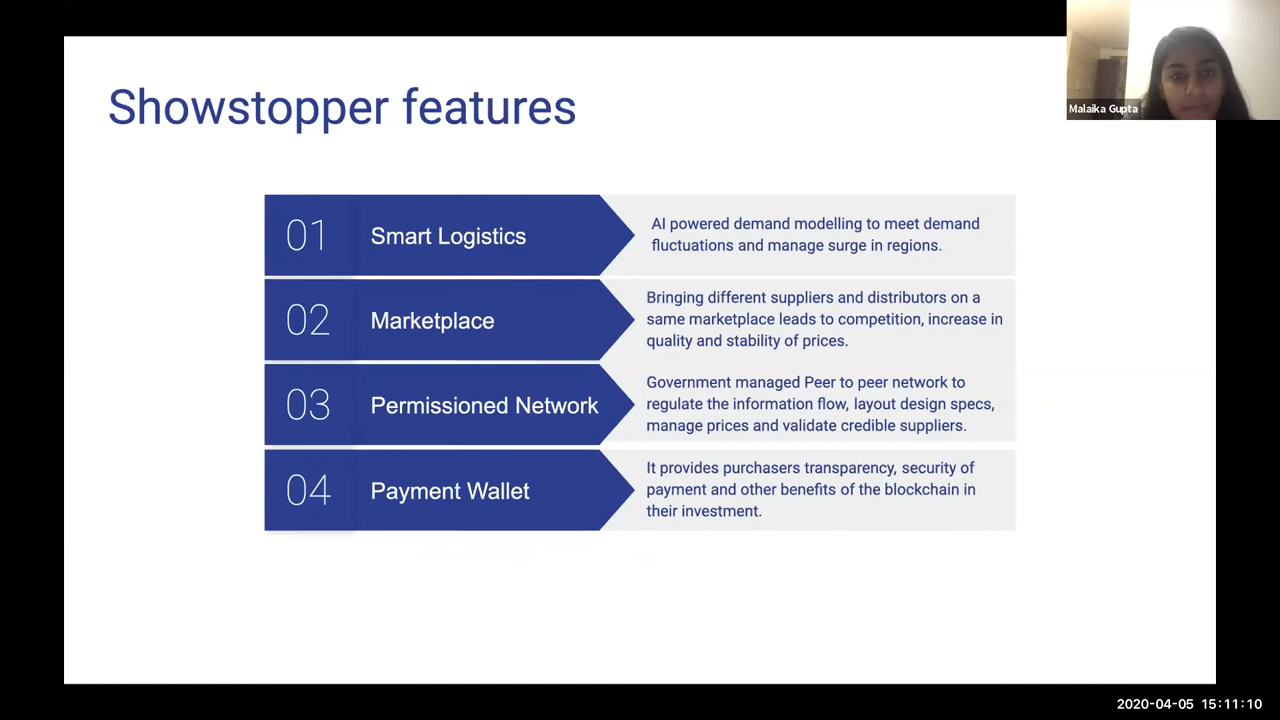 Showstopper features
Malaika Gupta
01
Smart Logistics
AI powered demand modelling to meet demand
fluctuations and manage surge in regions.
02
Marketplace
Bringing different suppliers and distributors on a
same marketplace leads to competition, increase in
quality and stability of prices.
03
Permissioned Network
Government managed Peer to peer network to
regulate the information flow, layout design specs,
manage prices and validate credible suppliers.
04
Payment Wallet
It provides purchasers transparency, security of
payment and other benefits of the blockchain in
their investment.
2020-04-05 15:11:10